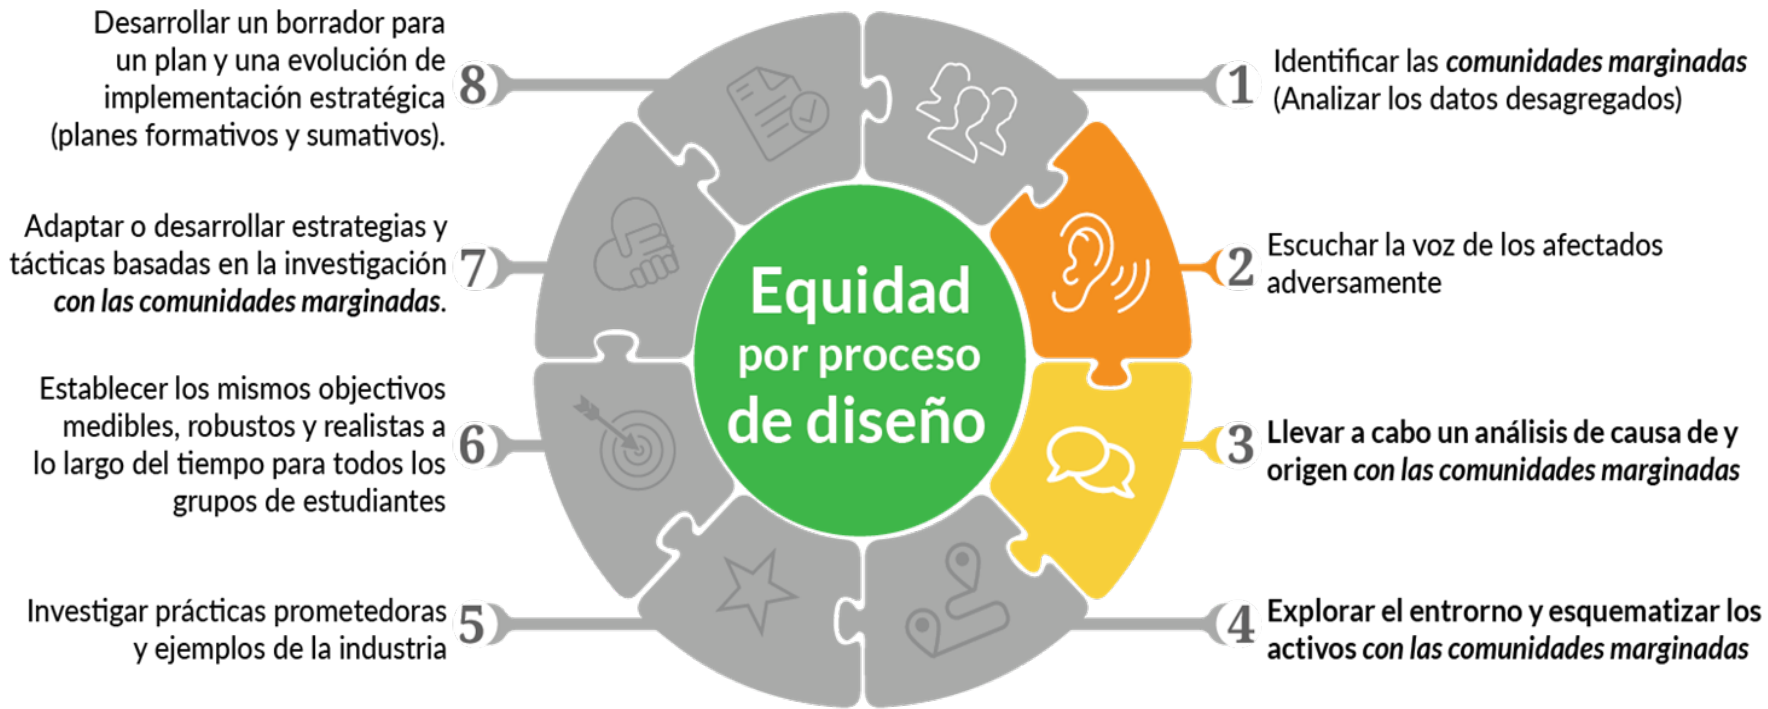 Equidad
por proceso
de diseño
1
Identificar las comunidades marginadas
(Analizar los datos desagregados)
2
Escuchar la voz de los afectados
adversamente
3
Llevar a cabo un análisis de causa de y
origen con las comunidades marginadas
4
Explorar el entrorno y esquematizar los
activos con las comunidades marginadas
5
Investigar prácticas prometedoras
y ejemplos de la industria
6
Establecer los mismos objectivos
medibles, robustos y realistas a
lo largo del tiempo para todos los
grupos de estudiantes
7
Adaptar o desarrollar estrategias y
tácticas basadas en la investigación
con las comunidades marginadas.
8
Desarrollar un borrador para
un plan y una evolución de
implementación estratégica
(planes formativos y sumativos).